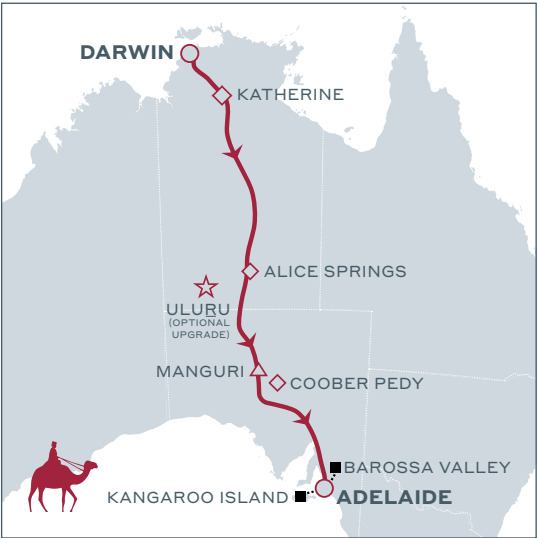 DARWIN
KATHERINE
ALICE SPRINGS
ULURU
(OPTIONAL
UPGRADE)
MANGURI
COOBER PEDY
BAROSSA VALLEY
KANGAROO ISLAND
ADELAIDE